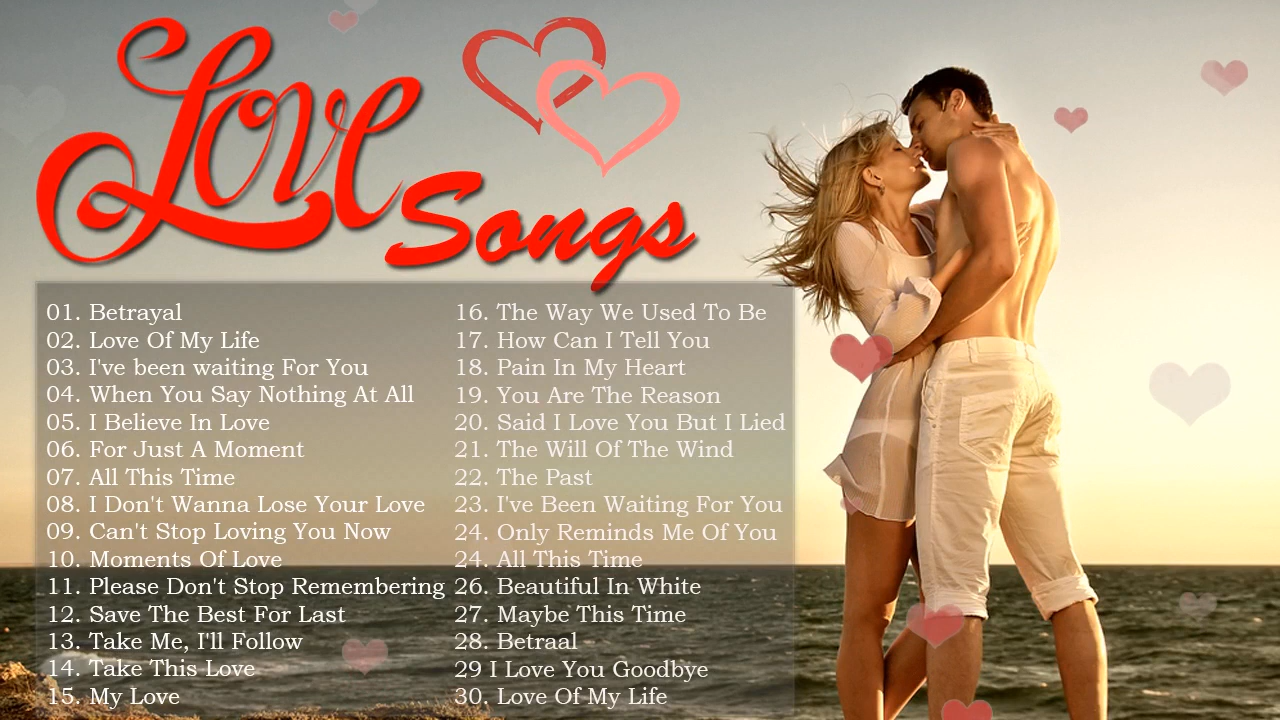 Love
Songs
01. Betrayal
02. Love Of My Life
03. I've been waiting For You
04. When You Say Nothing At All
05. I Believe In Love
06. For Just A Moment
07. All This Time
08. I Don't Wanna Lose Your Love
09. Can't Stop Loving You Now
10. Moments Of Love
11. Please Don't Stop Remembering
12. Save The Best For Last
13. Take Me, I'll Follow
14. Take This Love
15. My Love
16. The Way We Used To Be
17. How Can I Tell You
18. Pain In My Heart
19. You Are The Reason
20. Said I Love You But I Lied
21. The Will Of The Wind
22. The Past
23. I've Been Waiting For You
24. Only Reminds Me Of You
24. All This Time
26. Beautiful In White
27. Maybe This Time
28. Betraal
29 I Love You Goodbye
30. Love Of My Life